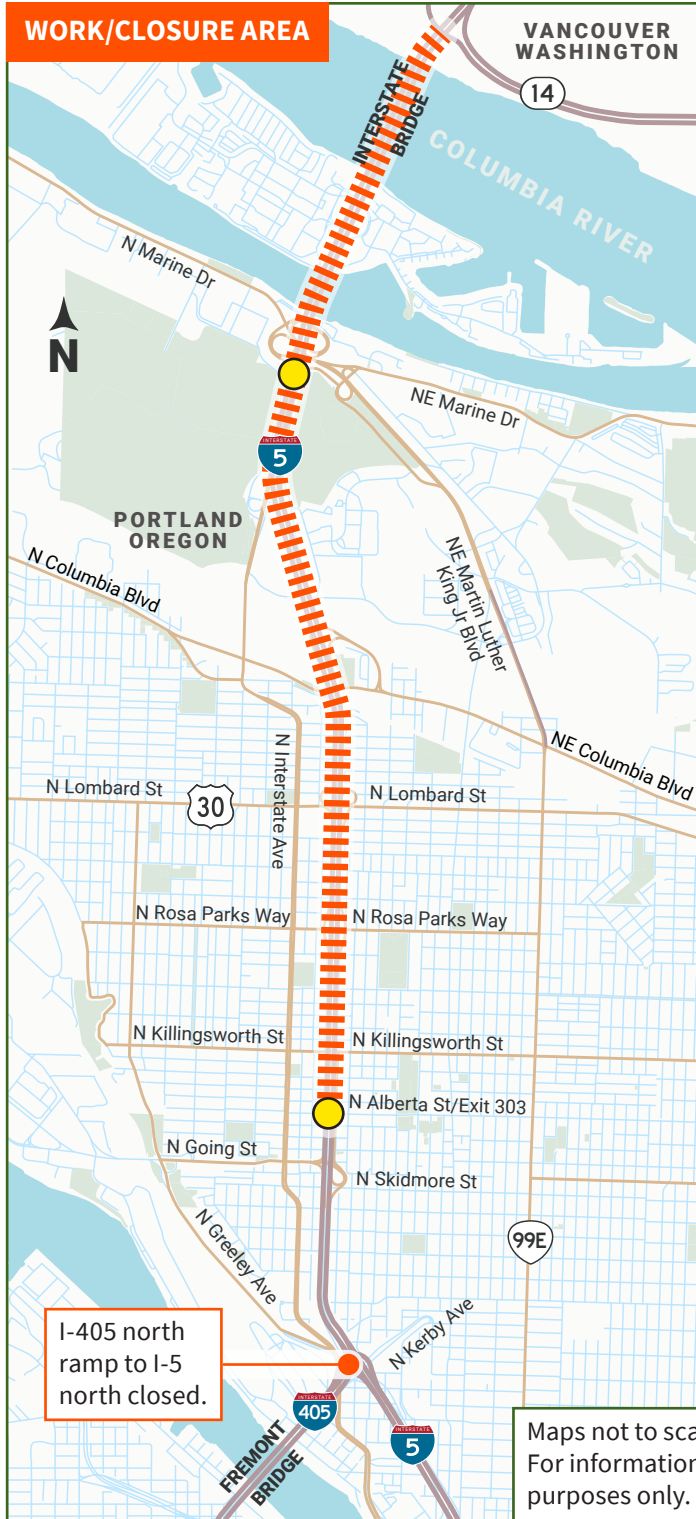 WORK/CLOSURE AREA
VANCOUVER
WASHINGTON
14
INTERSTATE
BRIDGE
COLUMBIA RIVER
N Marine Dr
N
NE Marine Dr
INTERSTATE
5
PORTLAND
OREGON
N Columbia Blvd
NE Martin Luther
King Jr Blvd
NE Columbia Blvd
N Interstate Ave
N Lombard St
30
N Lombard St
N Rosa Parks Way
N Rosa Parks Way
N Killingsworth St
N Killingsworth St
N Alberta St/Exit 303
N Going St
N Skidmore St
N Greeley Ave
99E
I-405 north
ramp to I-5
north closed.
N Kerby Ave
INTERSTATE
405
INTERSTATE
5
FREMONT
BRIDGE
Maps not to sca
For information
purposes only.